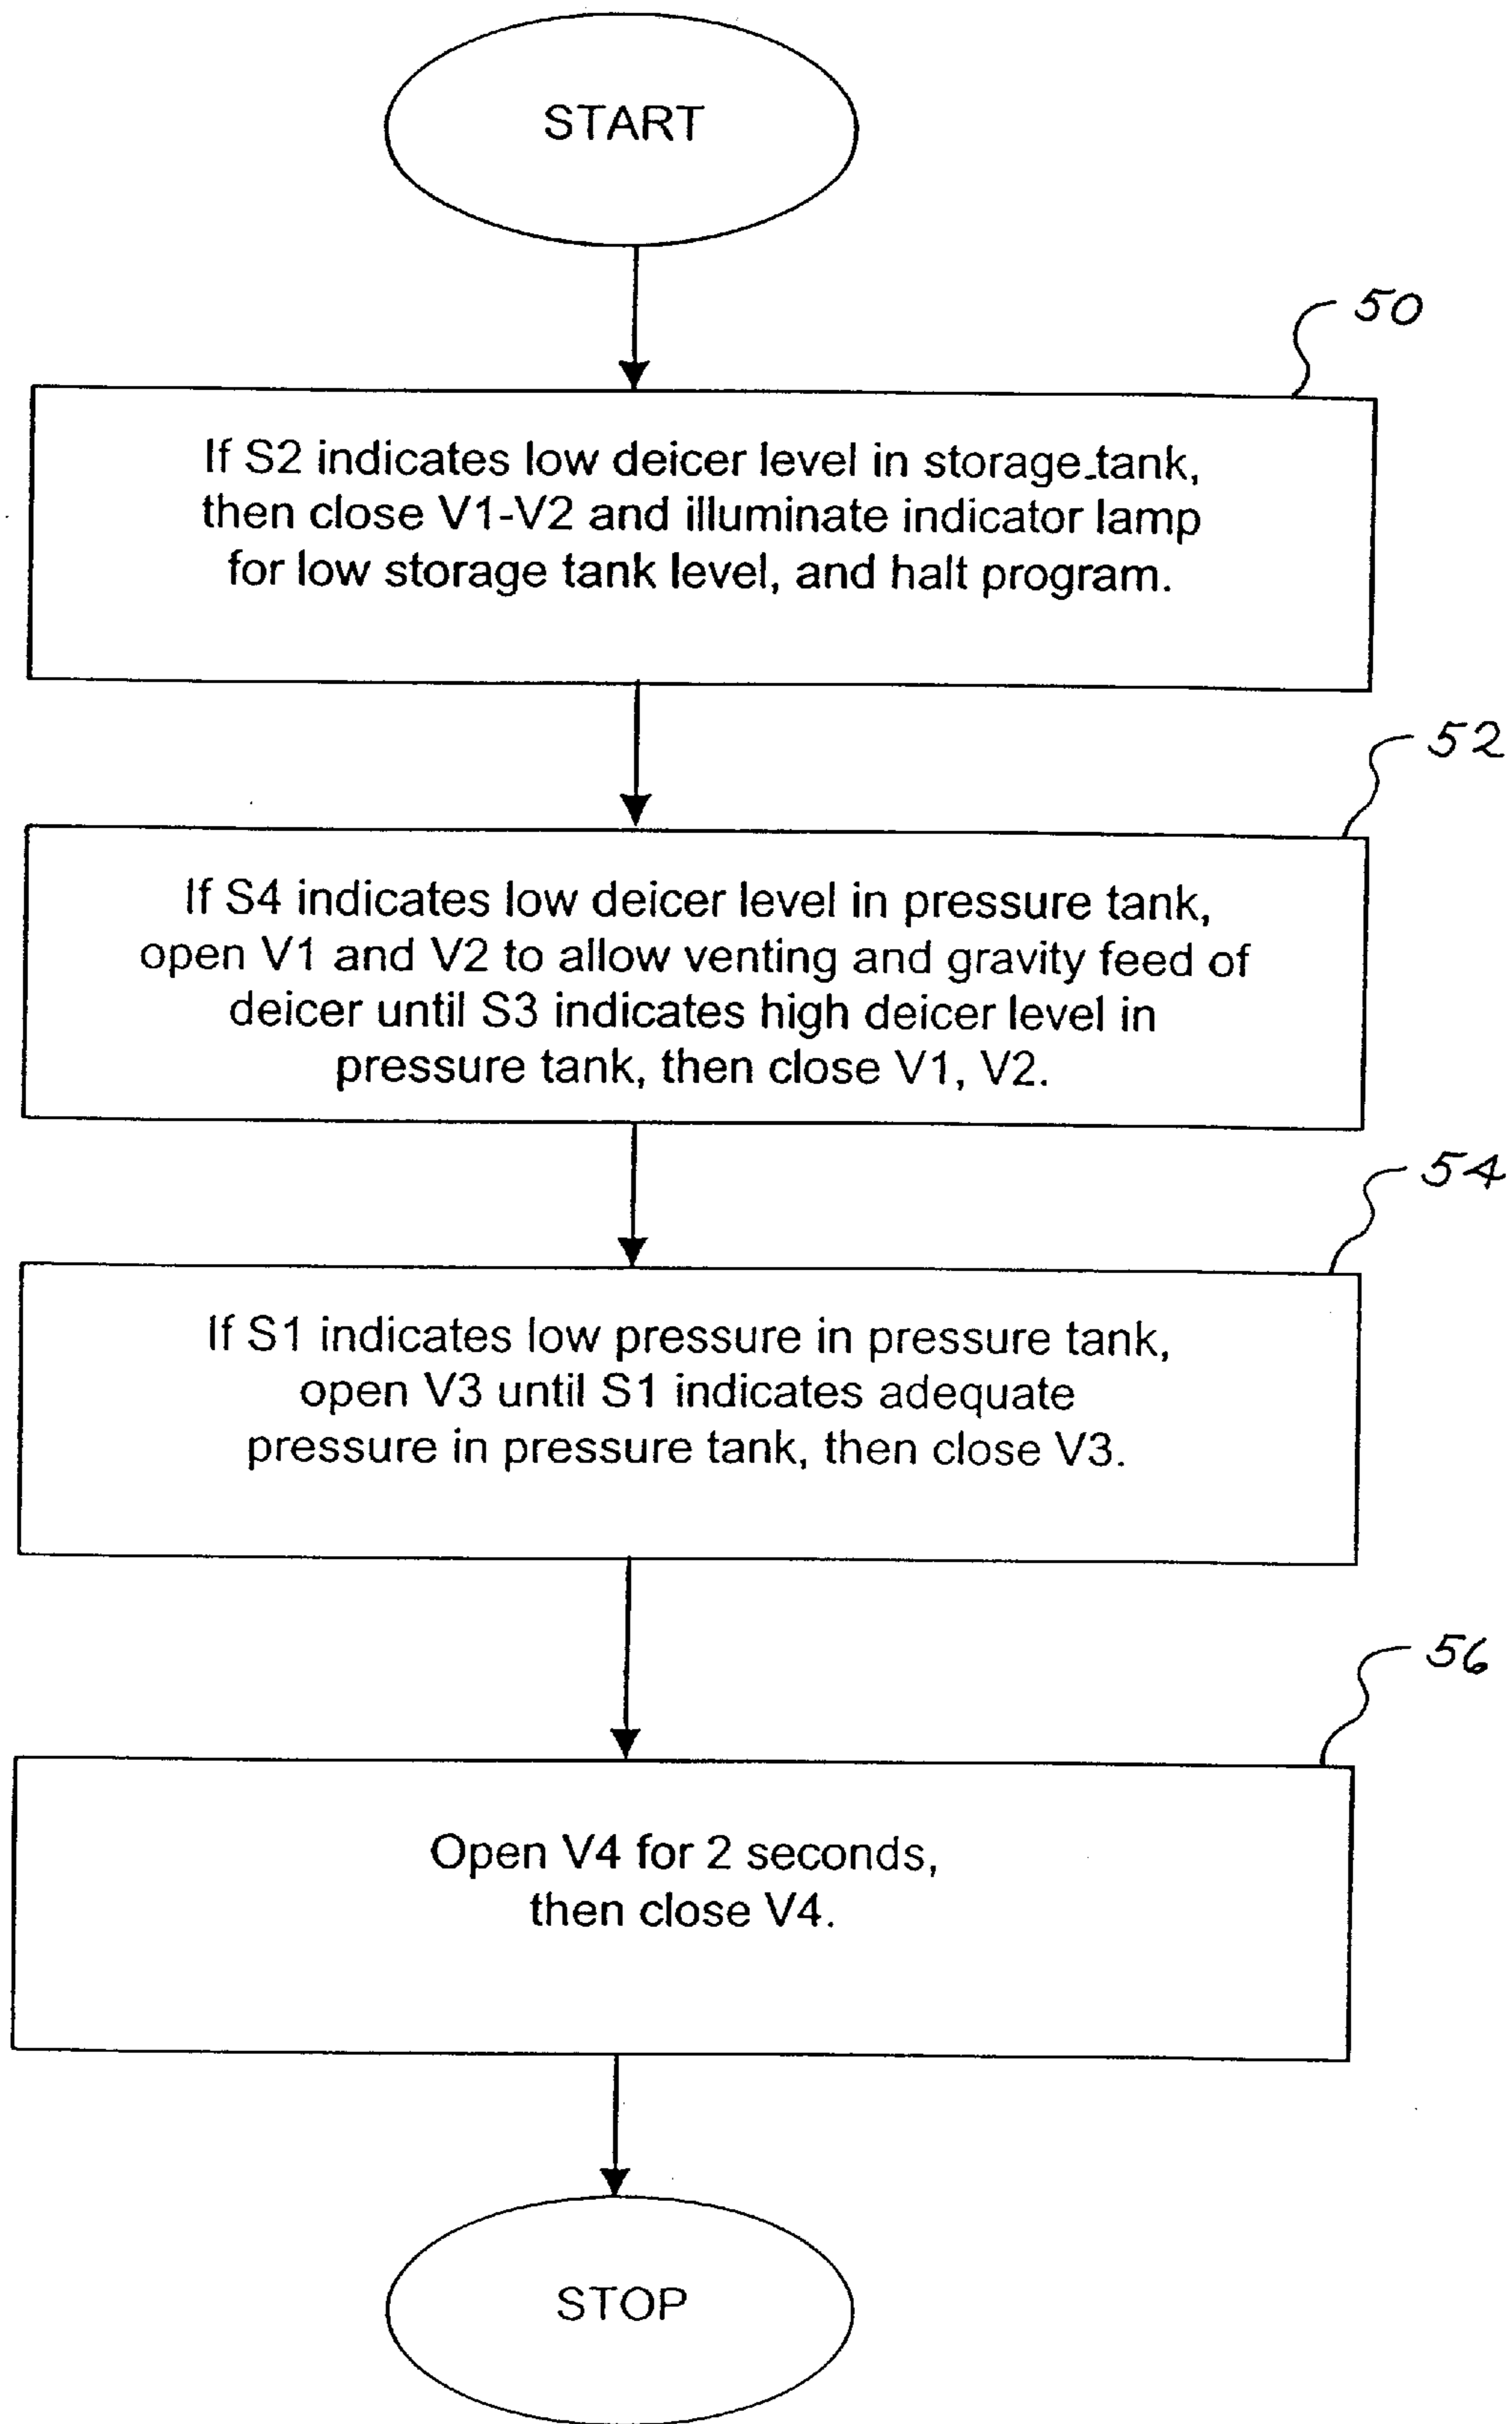 START
50
If S2 indicates low deicer level in storage tank,
then close V1-V2 and illuminate indicator lamp
for low storage tank level, and halt program.
52
If S4 indicates low deicer level in pressure tank,
open V1 and V2 to allow venting and gravity feed of
deicer until S3 indicates high deicer level in
pressure tank, then close V1, V2.
54
If S1 indicates low pressure in pressure tank,
open V3 until S1 indicates adequate
pressure in pressure tank, then close V3.
56
Open V4 for 2 seconds,
then close V4.
STOP